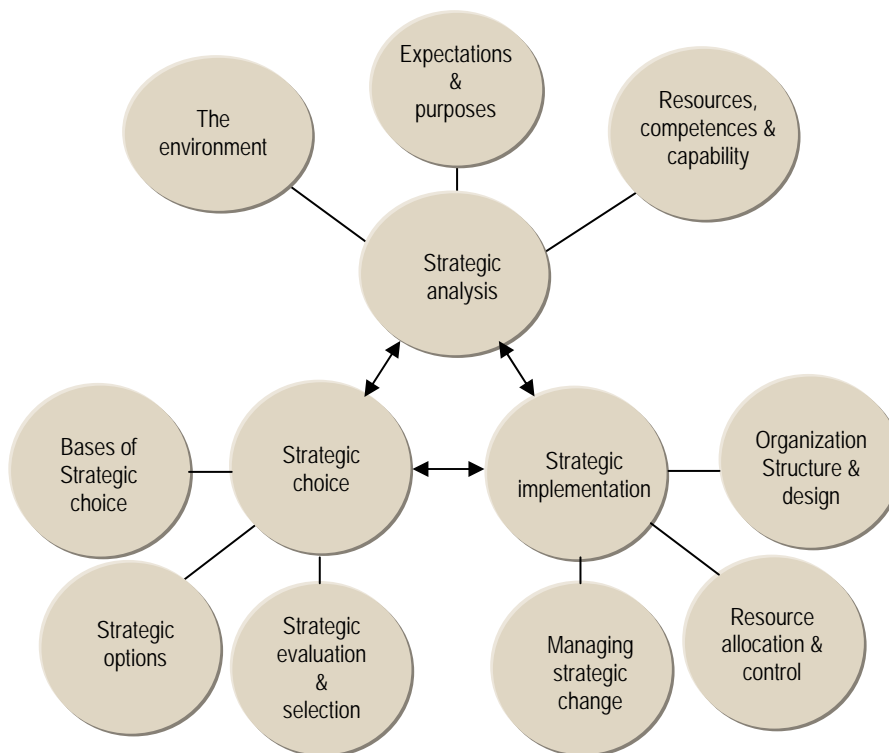 Expectations
&
purposes
The
environment
Resources,
competences &
capability
Strategic
analysis
Bases of
Strategic
choice
Strategic
choice
Strategic
implementation
Organization
Structure &
design
Strategic
options
Strategic
evaluation
&
selection
Managing
strategic
change
Resource
allocation &
control